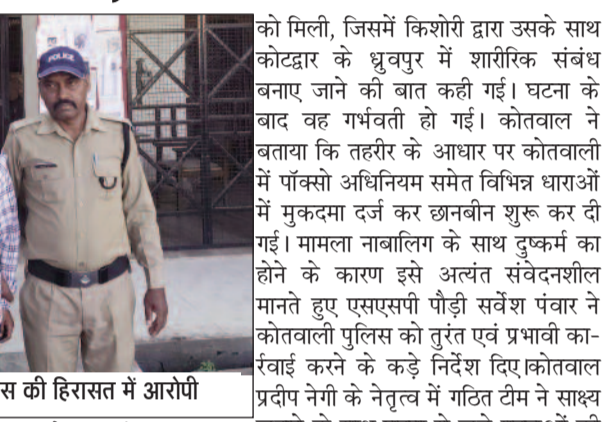 POLICE
स की हिरासत में आरोपी
को मिली, जिसमें किशोरी द्वारा उसके साथ
कोटद्वार के ध्रुवपुर में शारीरिक संबंध
बनाए जाने की बात कही गई। घटना के
बाद वह गर्भवती हो गई। कोतवाल ने
बताया कि तहरीर के आधार पर कोतवाली
में पॉक्सो अधिनियम समेत विभिन्न धाराओं
में मुकदमा दर्ज कर छानबीन शुरू कर दी
गई। मामला नाबालिग के साथ दुष्कर्म का
होने के कारण इसे अत्यंत संवेदनशील
मानते हुए एसएसपी पौड़ी सर्वेश पंवार ने
कोतवाली पुलिस को तुरंत एवं प्रभावी का-
र्रवाई करने के कड़े निर्देश दिए।कोतवाल
प्रदीप नेगी के नेतृत्व में गठित टीम ने साक्ष्य